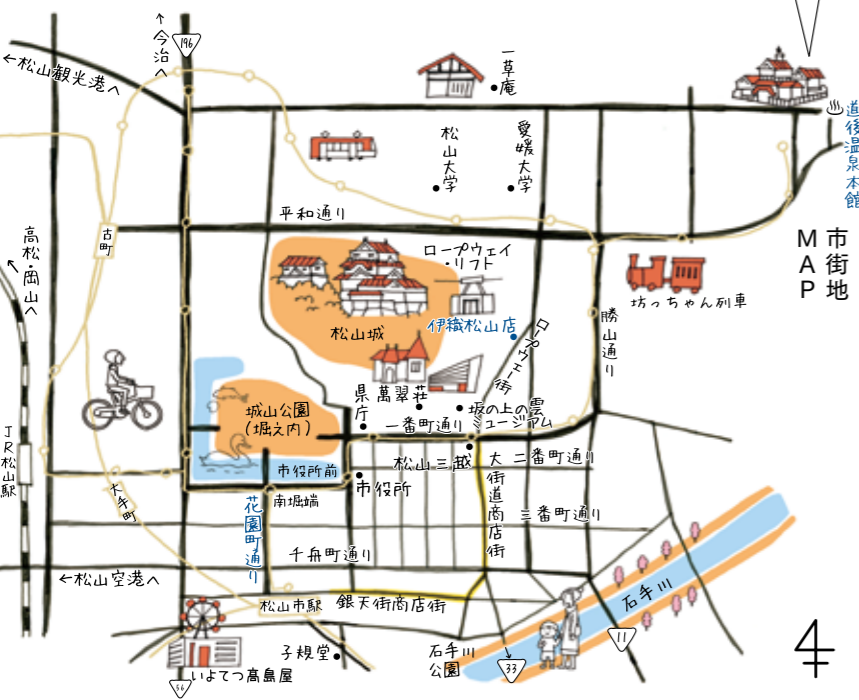 ↑今治へ
196
←松山観光港へ
一草庵
道後温泉本館
松山大学
愛媛大学
市街地
MAP
平和通り
古町
高松・岡山へ
ロープウェイ
・リフト
坊っちゃん列車
松山城
伊織松山店
ロープウェー街
勝山通り
県庁
萬翠荘
坂の上の雲
ミュージアム
城山公園
(堀之内)
一番町通り
JR松山駅
大手町
市役所前
市役所
松山三越
大街道商店街
二番町通り
南堀端
花園町通り
三番町通り
千舟町通り
←松山空港へ
松山市駅
銀天街商店街
石手川
子規堂
石手川
公園
いよてつ髙島屋
56
33
11
4